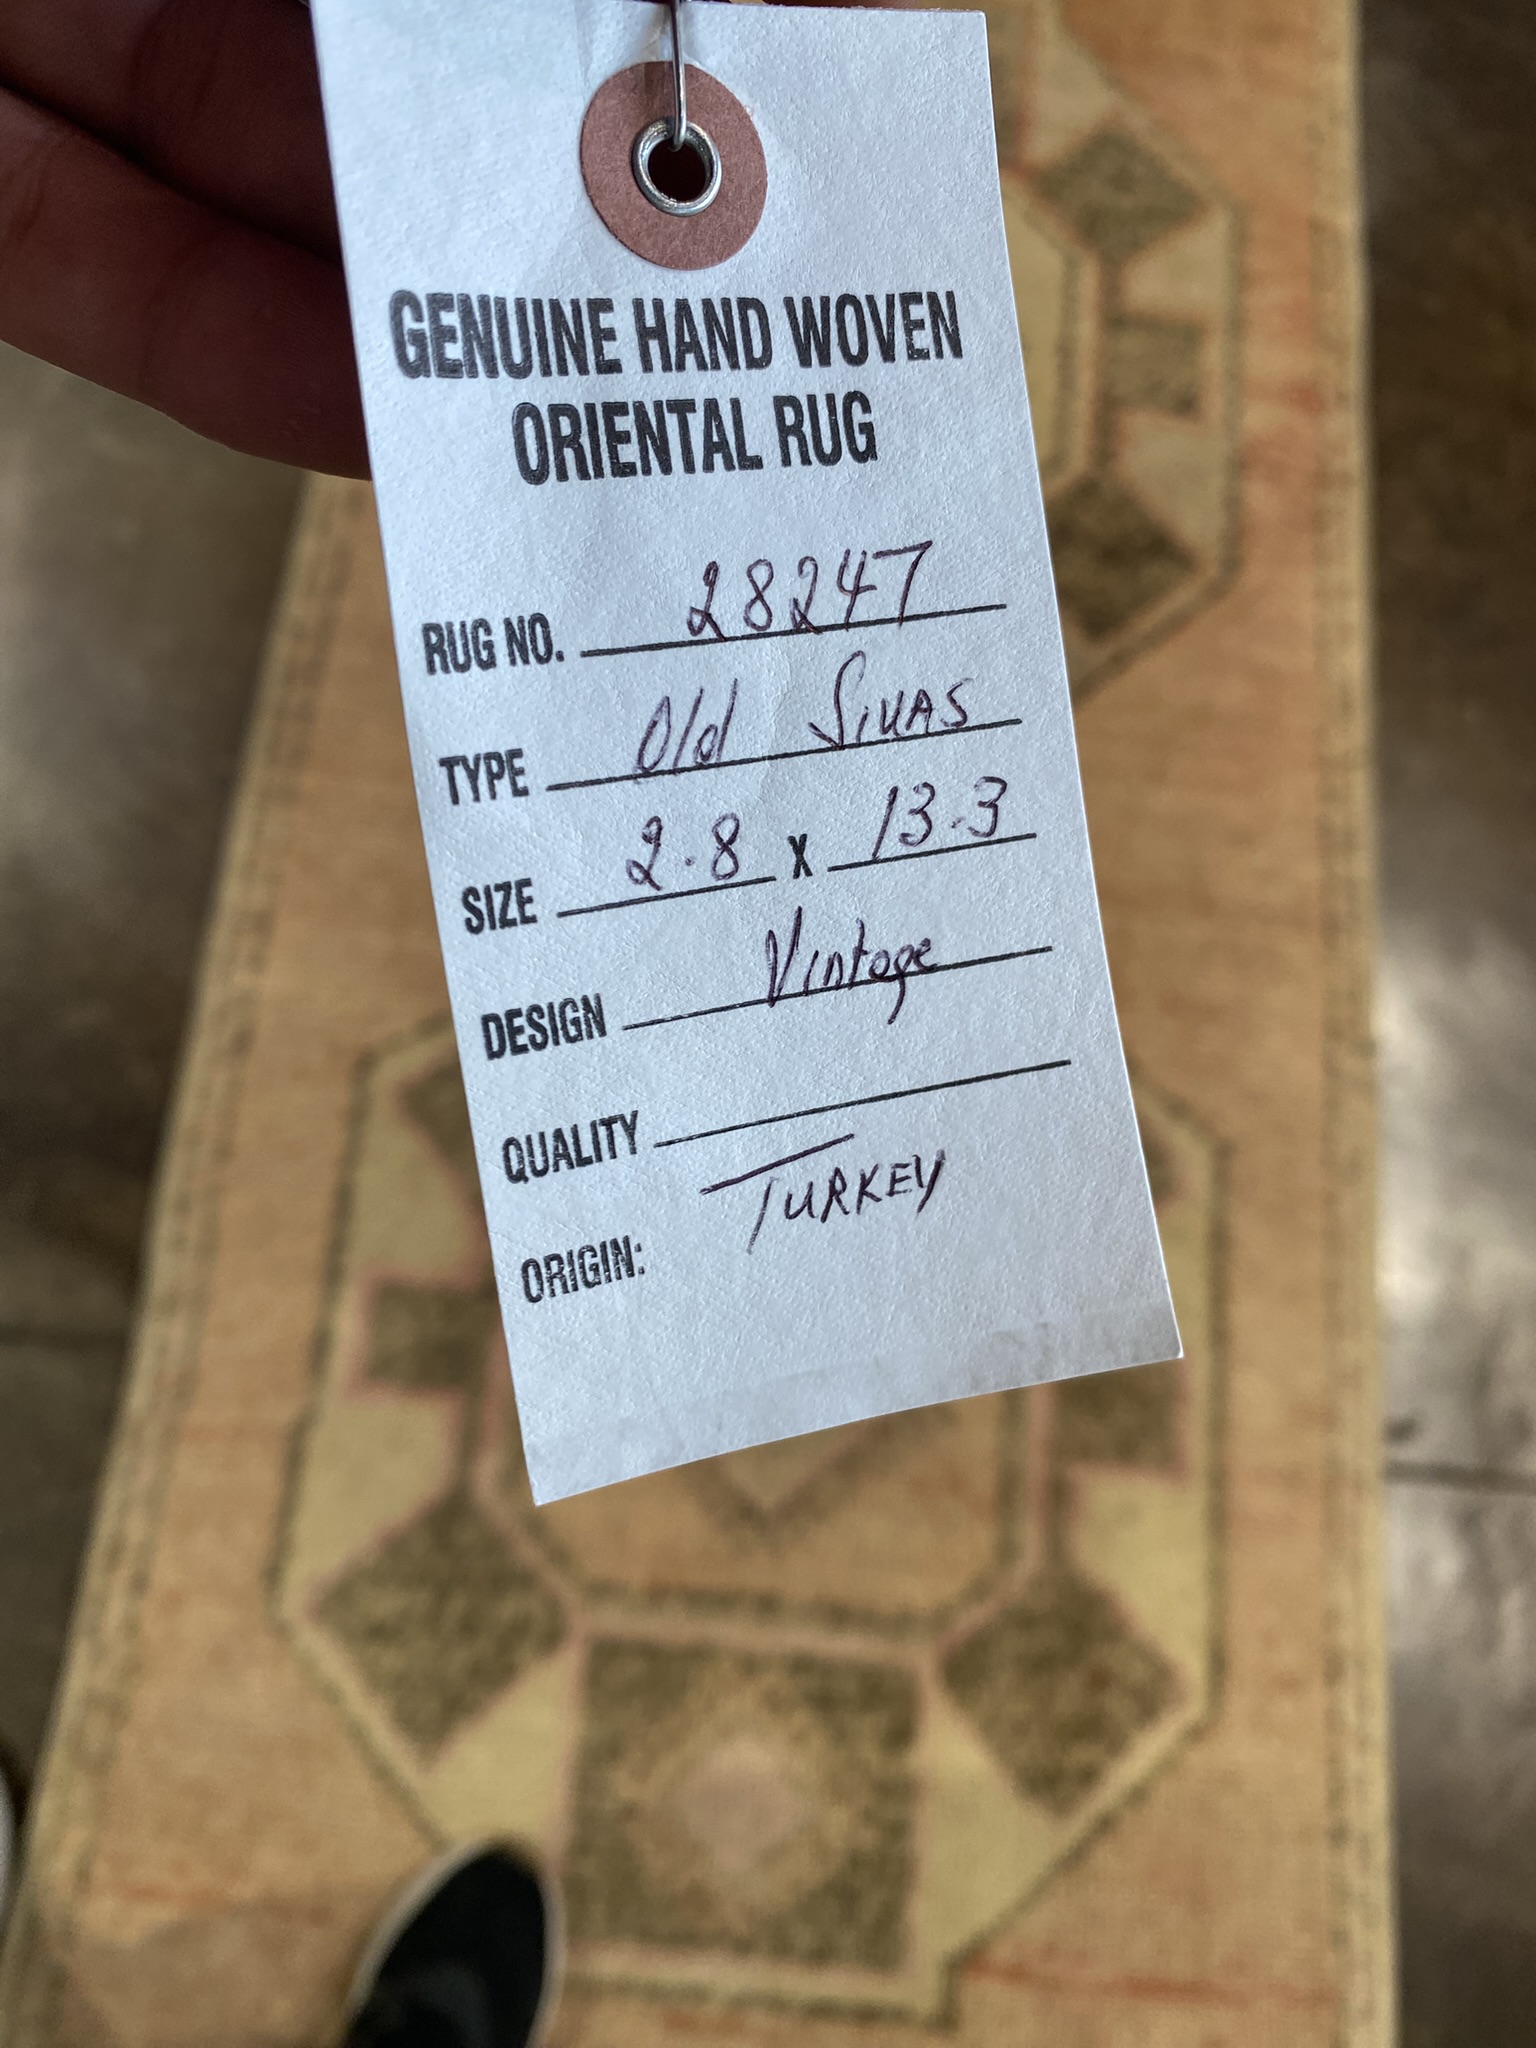 GENUINE HAND WOVEN
ORIENTAL RUG
RUG NO. 28247
TYPE Old SIVAS
SIZE 2.8 X 13.3
DESIGN Vintage
QUALITY
ORIGIN: TURKEY